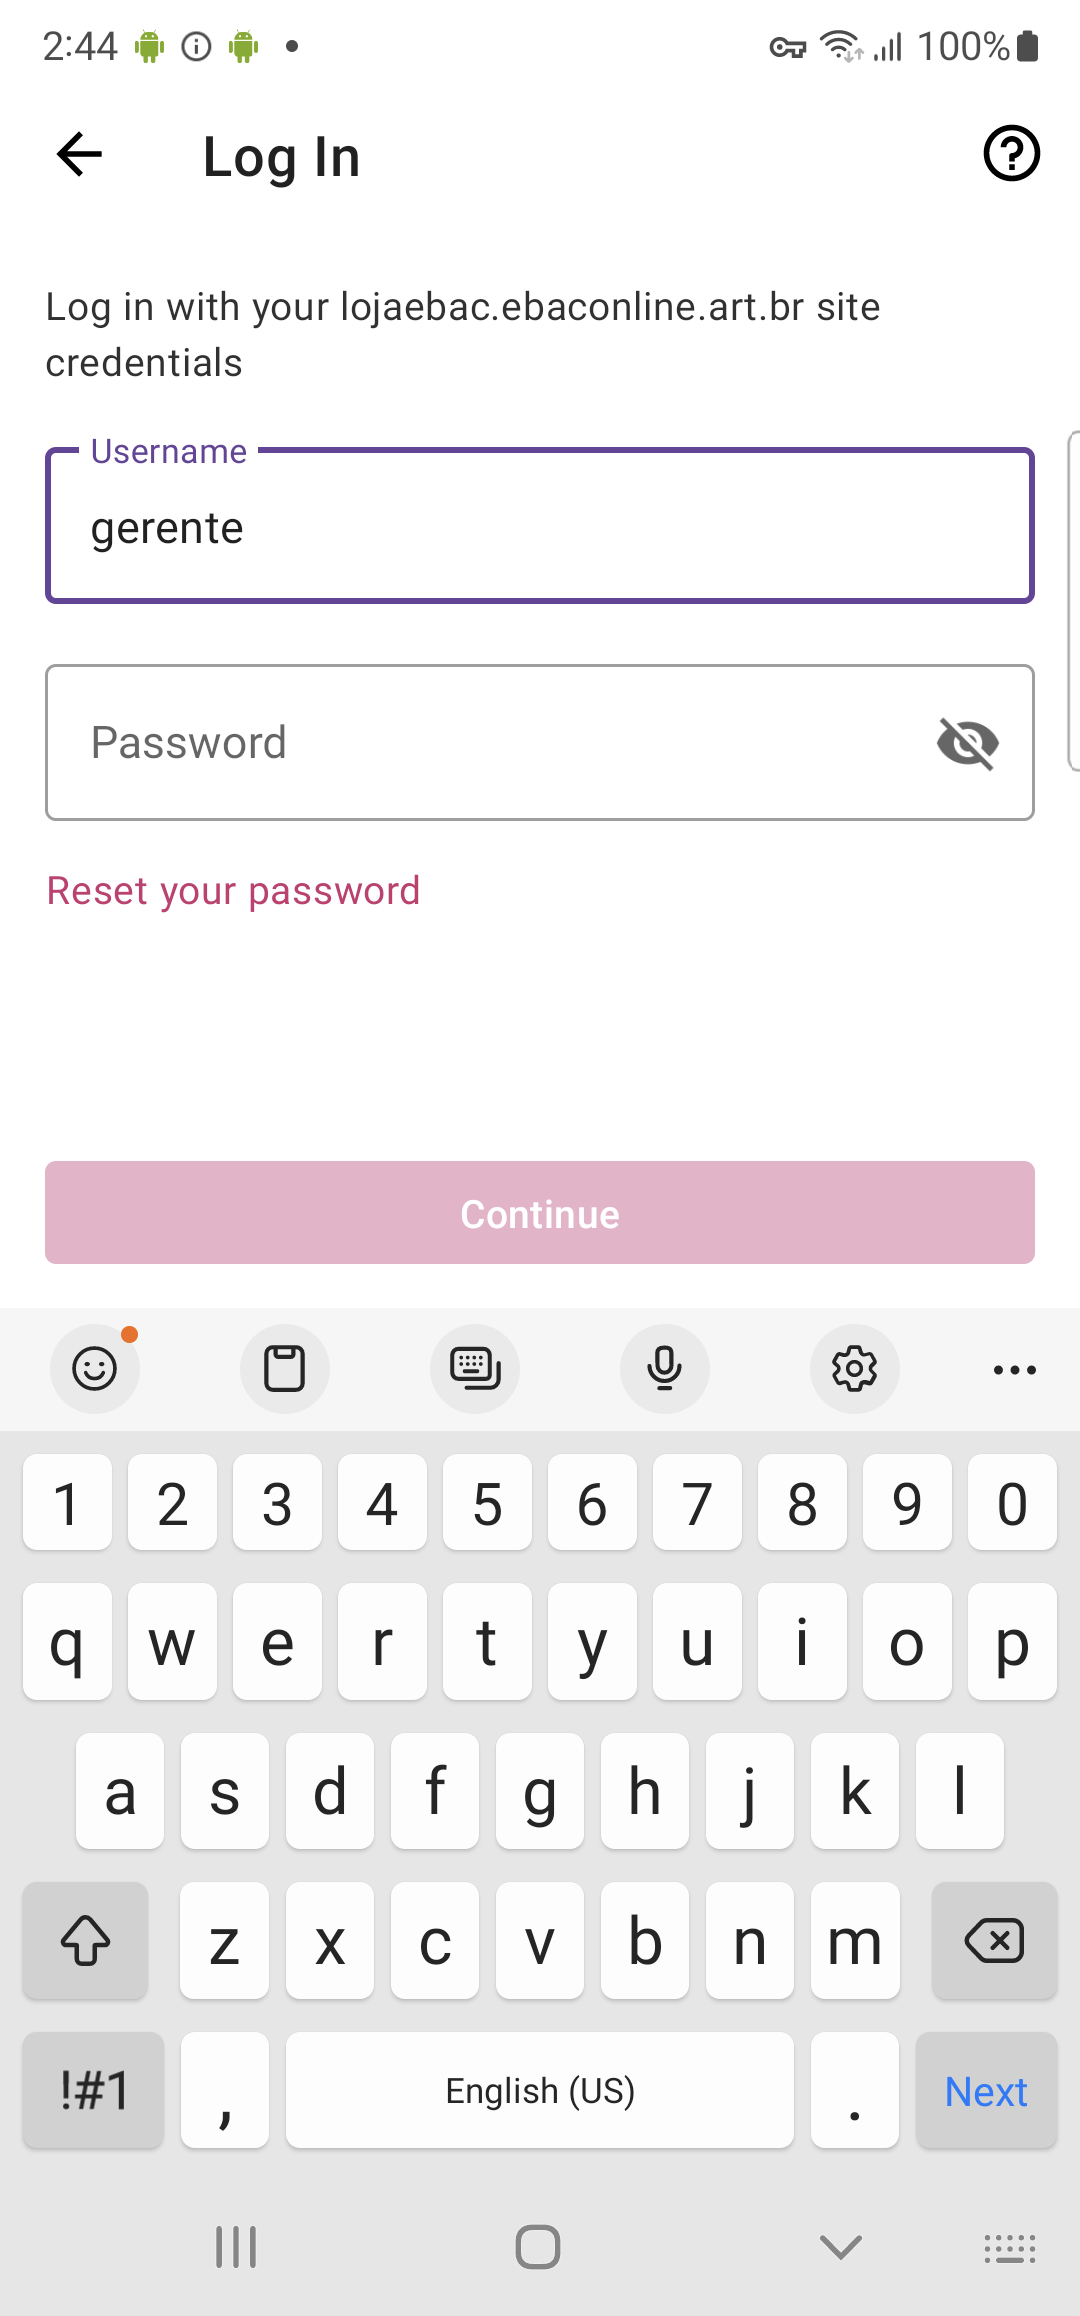 2:44 100%
Log In
Log in with your lojaebac.ebaconline.art.br site
credentials
Username
gerente
Password
Reset your password
Continue
1 2 3 4 5 6 7 8 9 0
q w e r t y u i o p
a s d f g h j k l
z x c v b n m
!#1 , English (US) . Next